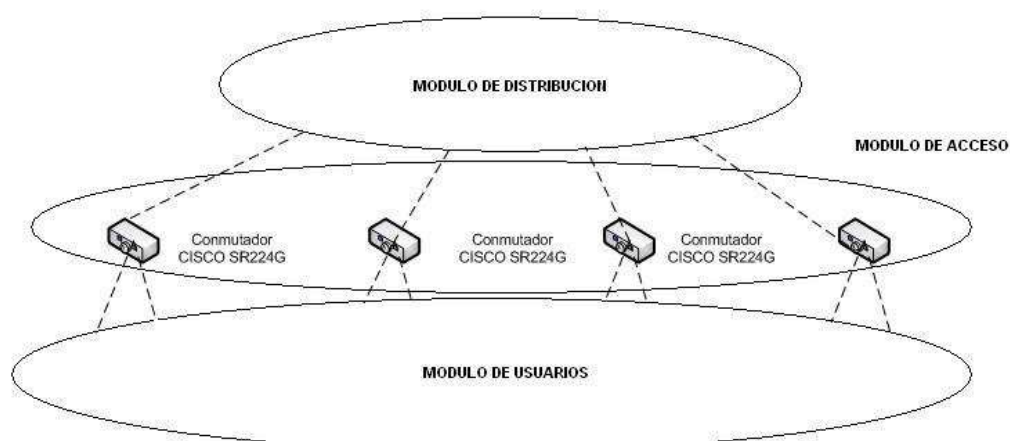 MODULO DE DISTRIBUCION
MODULO DE ACCESO
Conmutador
CISCO SR224G
Conmutador
CISCO SR224G
Conmutador
CISCO SR224G
MODULO DE USUARIOS